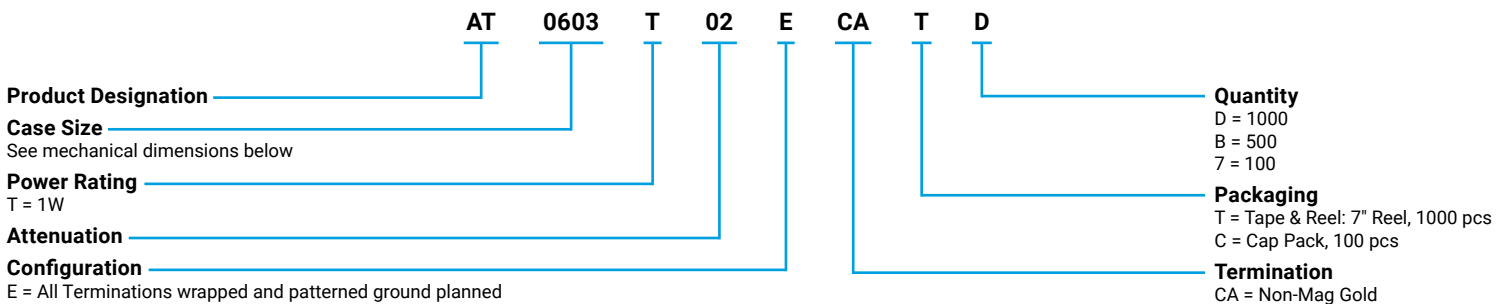 AT 0603 T 02 E CA T D
Product Designation
Case Size
See mechanical dimensions below
Power Rating
T = 1W
Attenuation
Configuration
E = All Terminations wrapped and patterned ground planned
Quantity
D = 1000
B = 500
7 = 100
Packaging
T = Tape & Reel: 7" Reel, 1000 pcs
C = Cap Pack, 100 pcs
Termination
CA = Non-Mag Gold